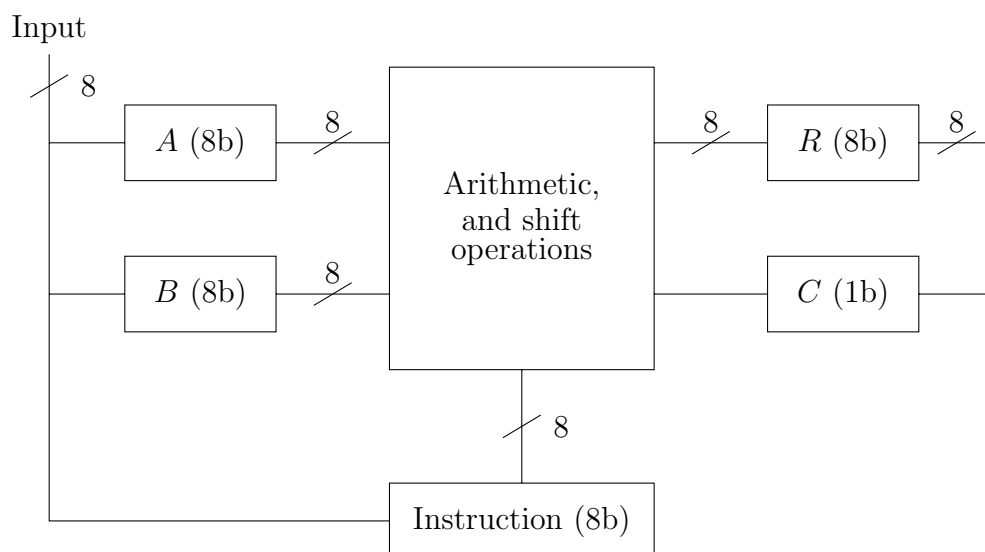 Input
8
A (8b)
8
Arithmetic,
and shift
operations
8
R (8b)
8
B (8b)
8
C (1b)
8
Instruction (8b)